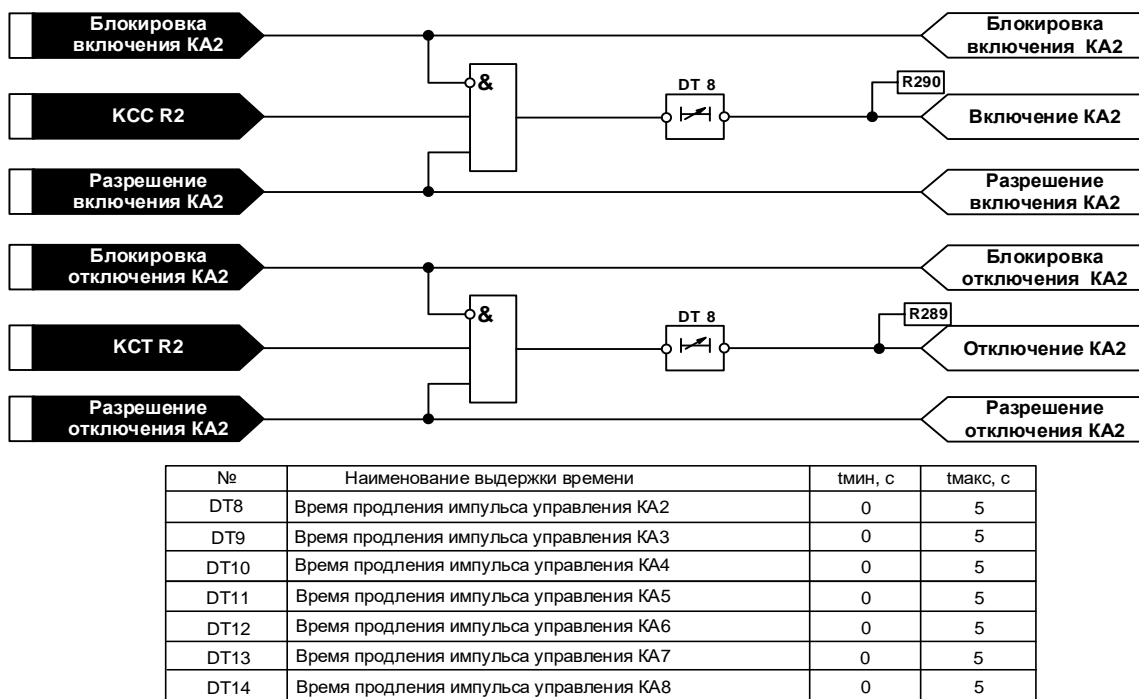 Блокировка
включения КА2
Блокировка
включения КА2
&
DT 8
R290
KCC R2
Включение КА2
Разрешение
включения КА2
Разрешение
включения КА2
Блокировка
отключения КА2
Блокировка
отключения КА2
&
DT 8
R289
KCT R2
Отключение КА2
Разрешение
отключения КА2
Разрешение
отключения КА2
№ Наименование выдержки времени tмин, с tмакс, с
DT8 Время продления импульса управления КА2 0 5
DT9 Время продления импульса управления КА3 0 5
DT10 Время продления импульса управления КА4 0 5
DT11 Время продления импульса управления КА5 0 5
DT12 Время продления импульса управления КА6 0 5
DT13 Время продления импульса управления КА7 0 5
DT14 Время продления импульса управления КА8 0 5